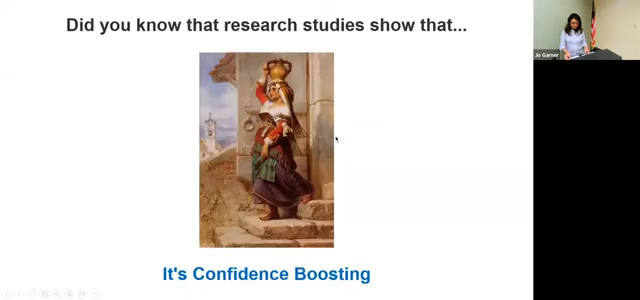 Did you know that research studies show that...
Jo Garner
It's Confidence Boosting